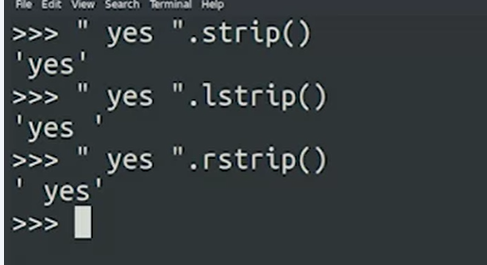 File Edit View Search Terminal Help
>>> " yes ".strip()
'yes'
>>> " yes ".lstrip()
'yes '
>>> " yes ".rstrip()
' yes'
>>>